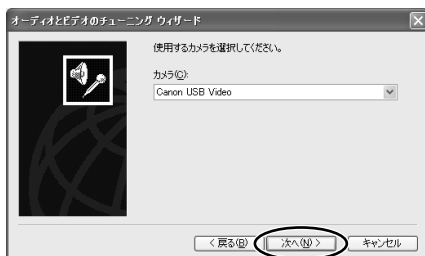 オーディオとビデオのチューニング ウィザード
使用するカメラを選択してください。
カメラ(C):
Canon USB Video
< 戻る(B)
次へ(N) >
キャンセル